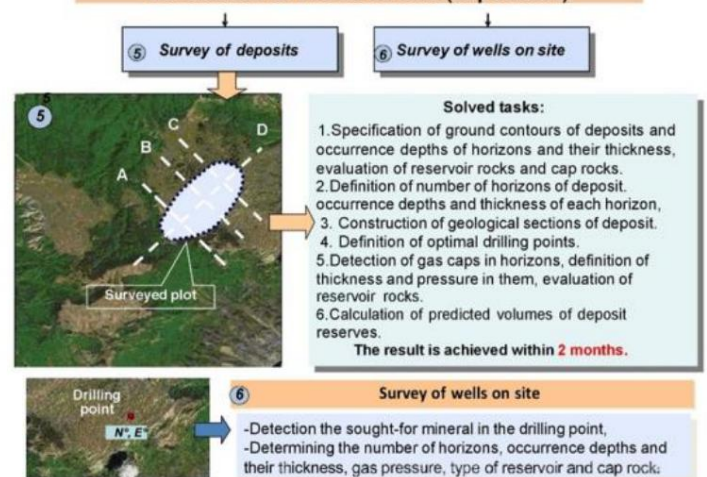 5 Survey of deposits
6 Survey of wells on site
5
5
C
D
B
A
Surveyed plot
Solved tasks:
1.Specification of ground contours of deposits and
occurrence depths of horizons and their thickness,
evaluation of reservoir rocks and cap rocks.
2.Definition of number of horizons of deposit.
occurrence depths and thickness of each horizon,
3. Construction of geological sections of deposit.
4. Definition of optimal drilling points.
5.Detection of gas caps in horizons, definition of
thickness and pressure in them, evaluation of
reservoir rocks.
6.Calculation of predicted volumes of deposit
reserves.
The result is achieved within 2 months.
Drilling
point
N°, E°
6 Survey of wells on site
-Detection the sought-for mineral in the drilling point,
-Determining the number of horizons, occurrence depths and
their thickness, gas pressure, type of reservoir and cap rock.